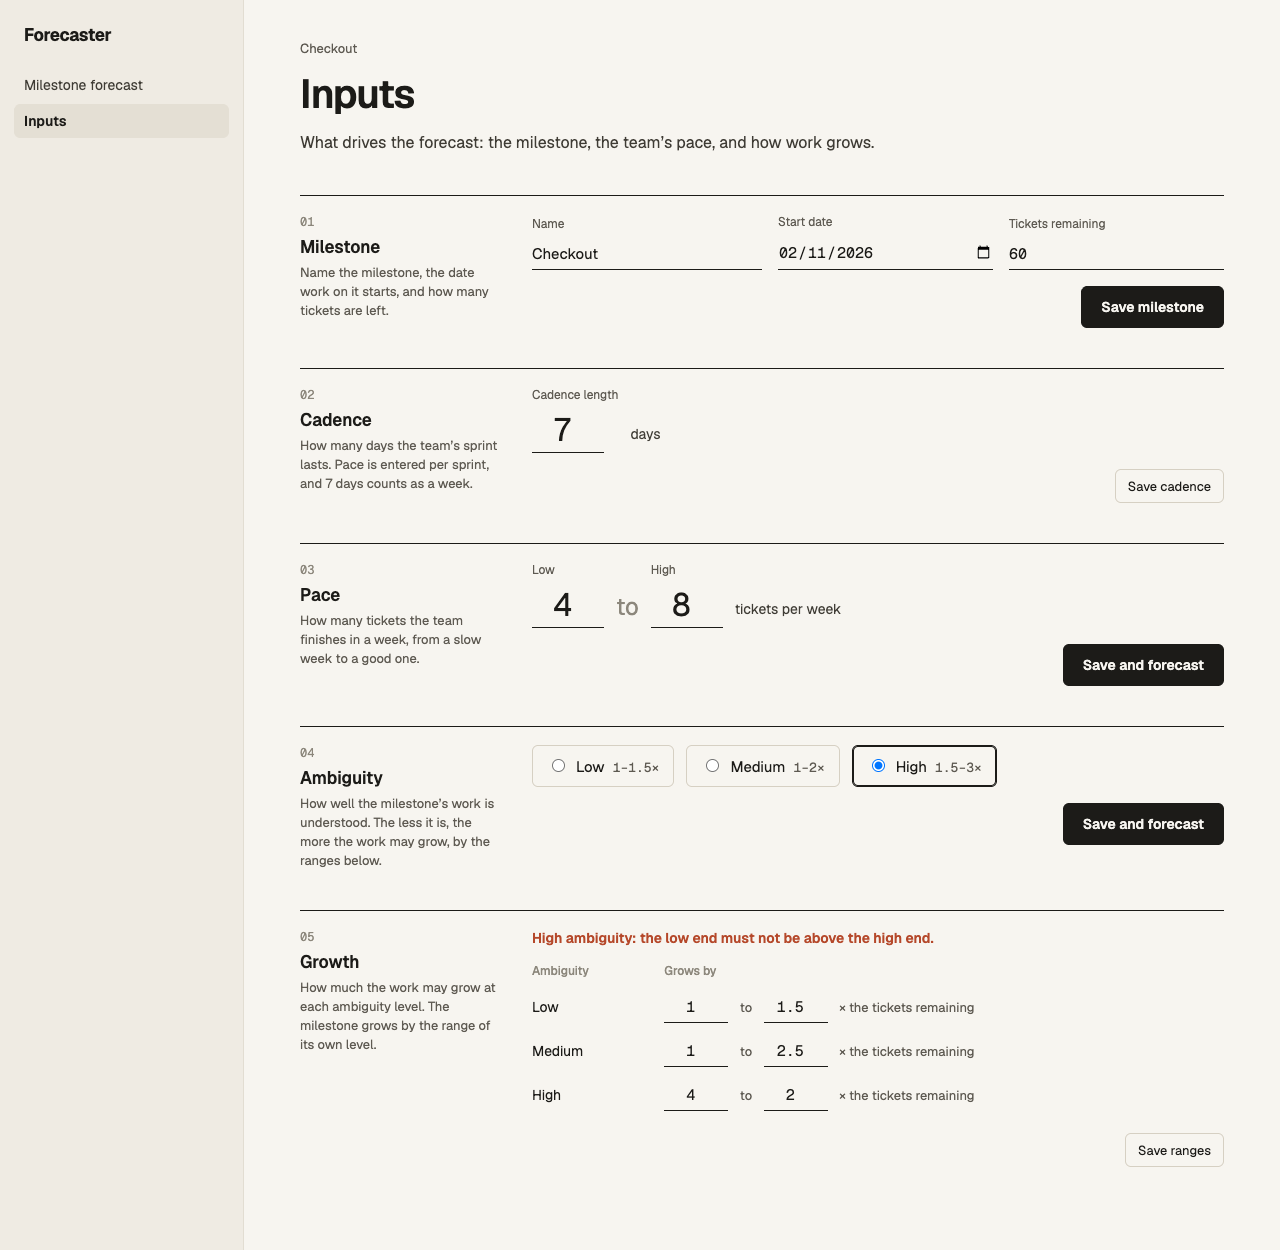 Forecaster
Milestone forecast
Inputs
Checkout
Inputs
What drives the forecast: the milestone, the team’s pace, and how work grows.
01
Milestone
Name the milestone, the date
work on it starts, and how many
tickets are left.
Name
Checkout
Start date
02/11/2026
Tickets remaining
60
Save milestone
02
Cadence
How many days the team’s sprint
lasts. Pace is entered per sprint,
and 7 days counts as a week.
Cadence length
7 days
Save cadence
03
Pace
How many tickets the team
finishes in a week, from a slow
week to a good one.
Low High
4 to 8 tickets per week
Save and forecast
04
Ambiguity
How well the milestone’s work is
understood. The less it is, the
more the work may grow, by the
ranges below.
Low 1–1.5×
Medium 1–2×
High 1.5–3×
Save and forecast
05
Growth
How much the work may grow at
each ambiguity level. The
milestone grows by the range of
its own level.
High ambiguity: the low end must not be above the high end.
Ambiguity Grows by
Low 1 to 1.5 × the tickets remaining
Medium 1 to 2.5 × the tickets remaining
High 4 to 2 × the tickets remaining
Save ranges